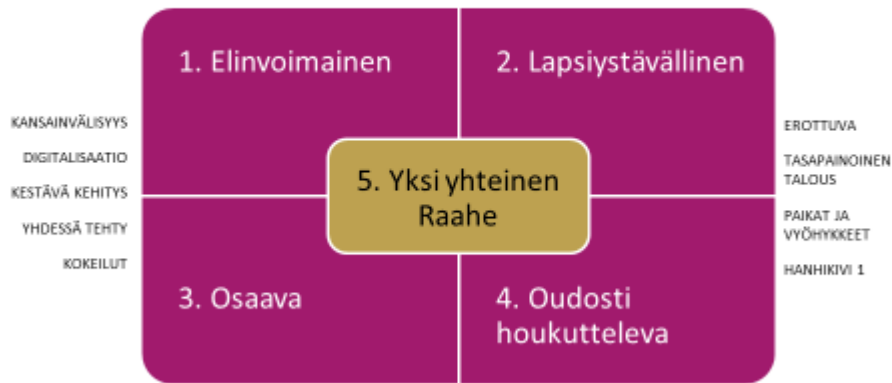 1. Elinvoimainen
2. Lapsiystävällinen
KANSAINVÄLISYYS
DIGITALISAATIO
KESTÄVÄ KEHITYS
YHDESSÄ TEHTY
KOKEILUT
5. Yksi yhteinen
Raahe
EROTTUVA
TASAPAINOINEN
TALOUS
PAIKAT JA
VYÖHYKKEET
HANHIKIVI 1
3. Osaava
4. Oudosti
houkutteleva